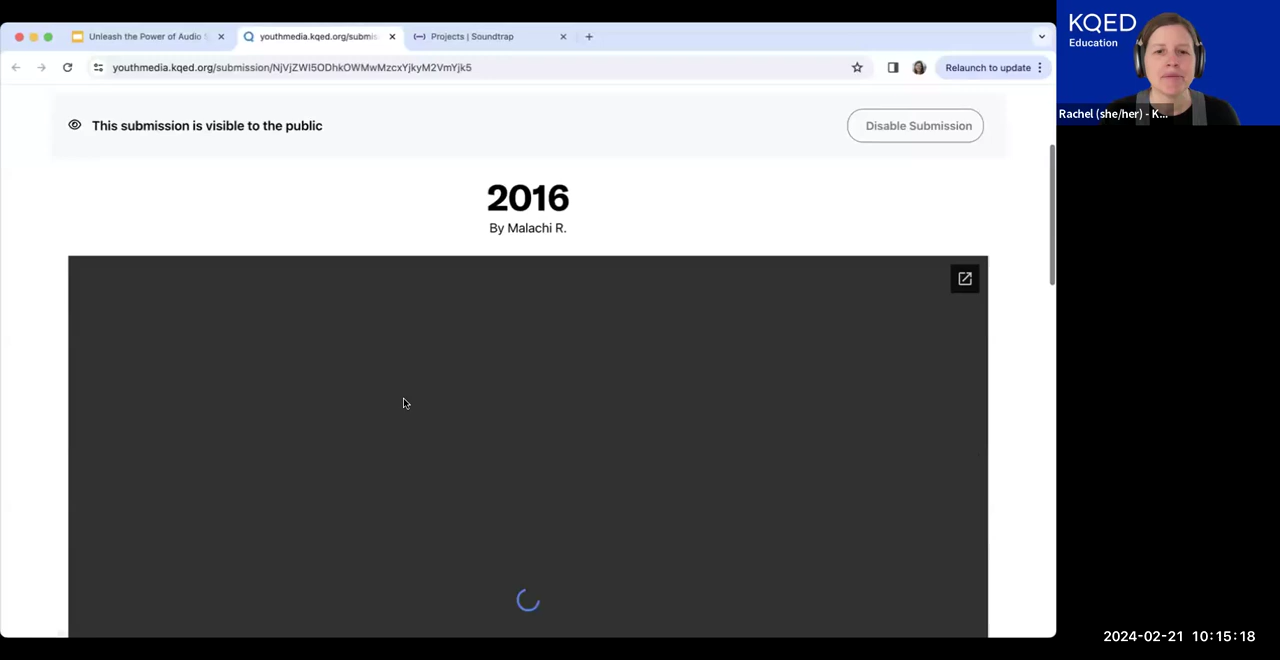 Unleash the Power of Audio
youthmedia.kqed.org/submis
Projects | Soundtrap
youthmedia.kqed.org/submission/NjVjZWI5ODhkOWMwMzcxYjkyM2VmYjk5
Relaunch to update
This submission is visible to the public
Disable Submission
2016
By Malachi R.
KQED
Education
Rachel (she/her) - K...
2024-02-21 10:15:18